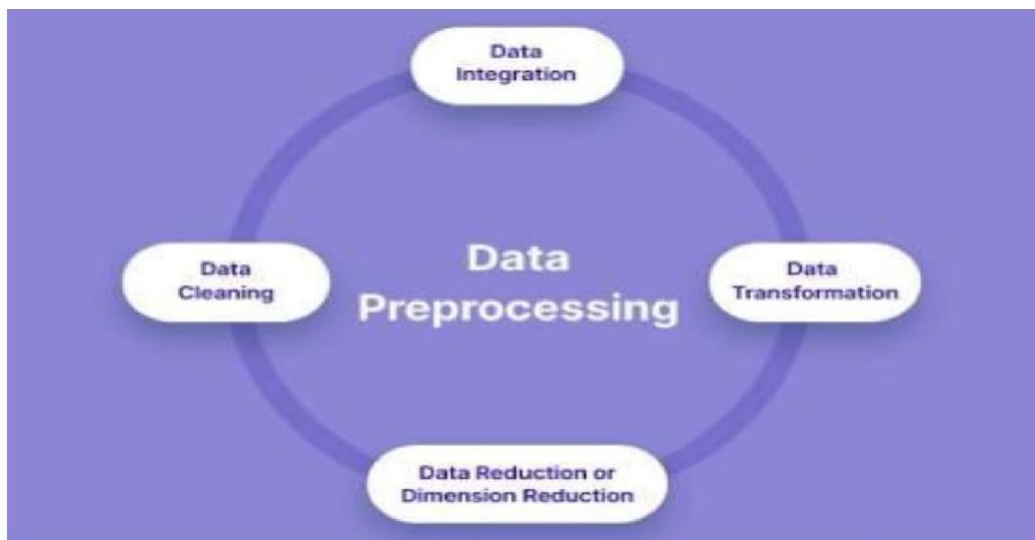 Data
Integration
Data
Cleaning
Data
Preprocessing
Data
Transformation
Data Reduction or
Dimension Reduction